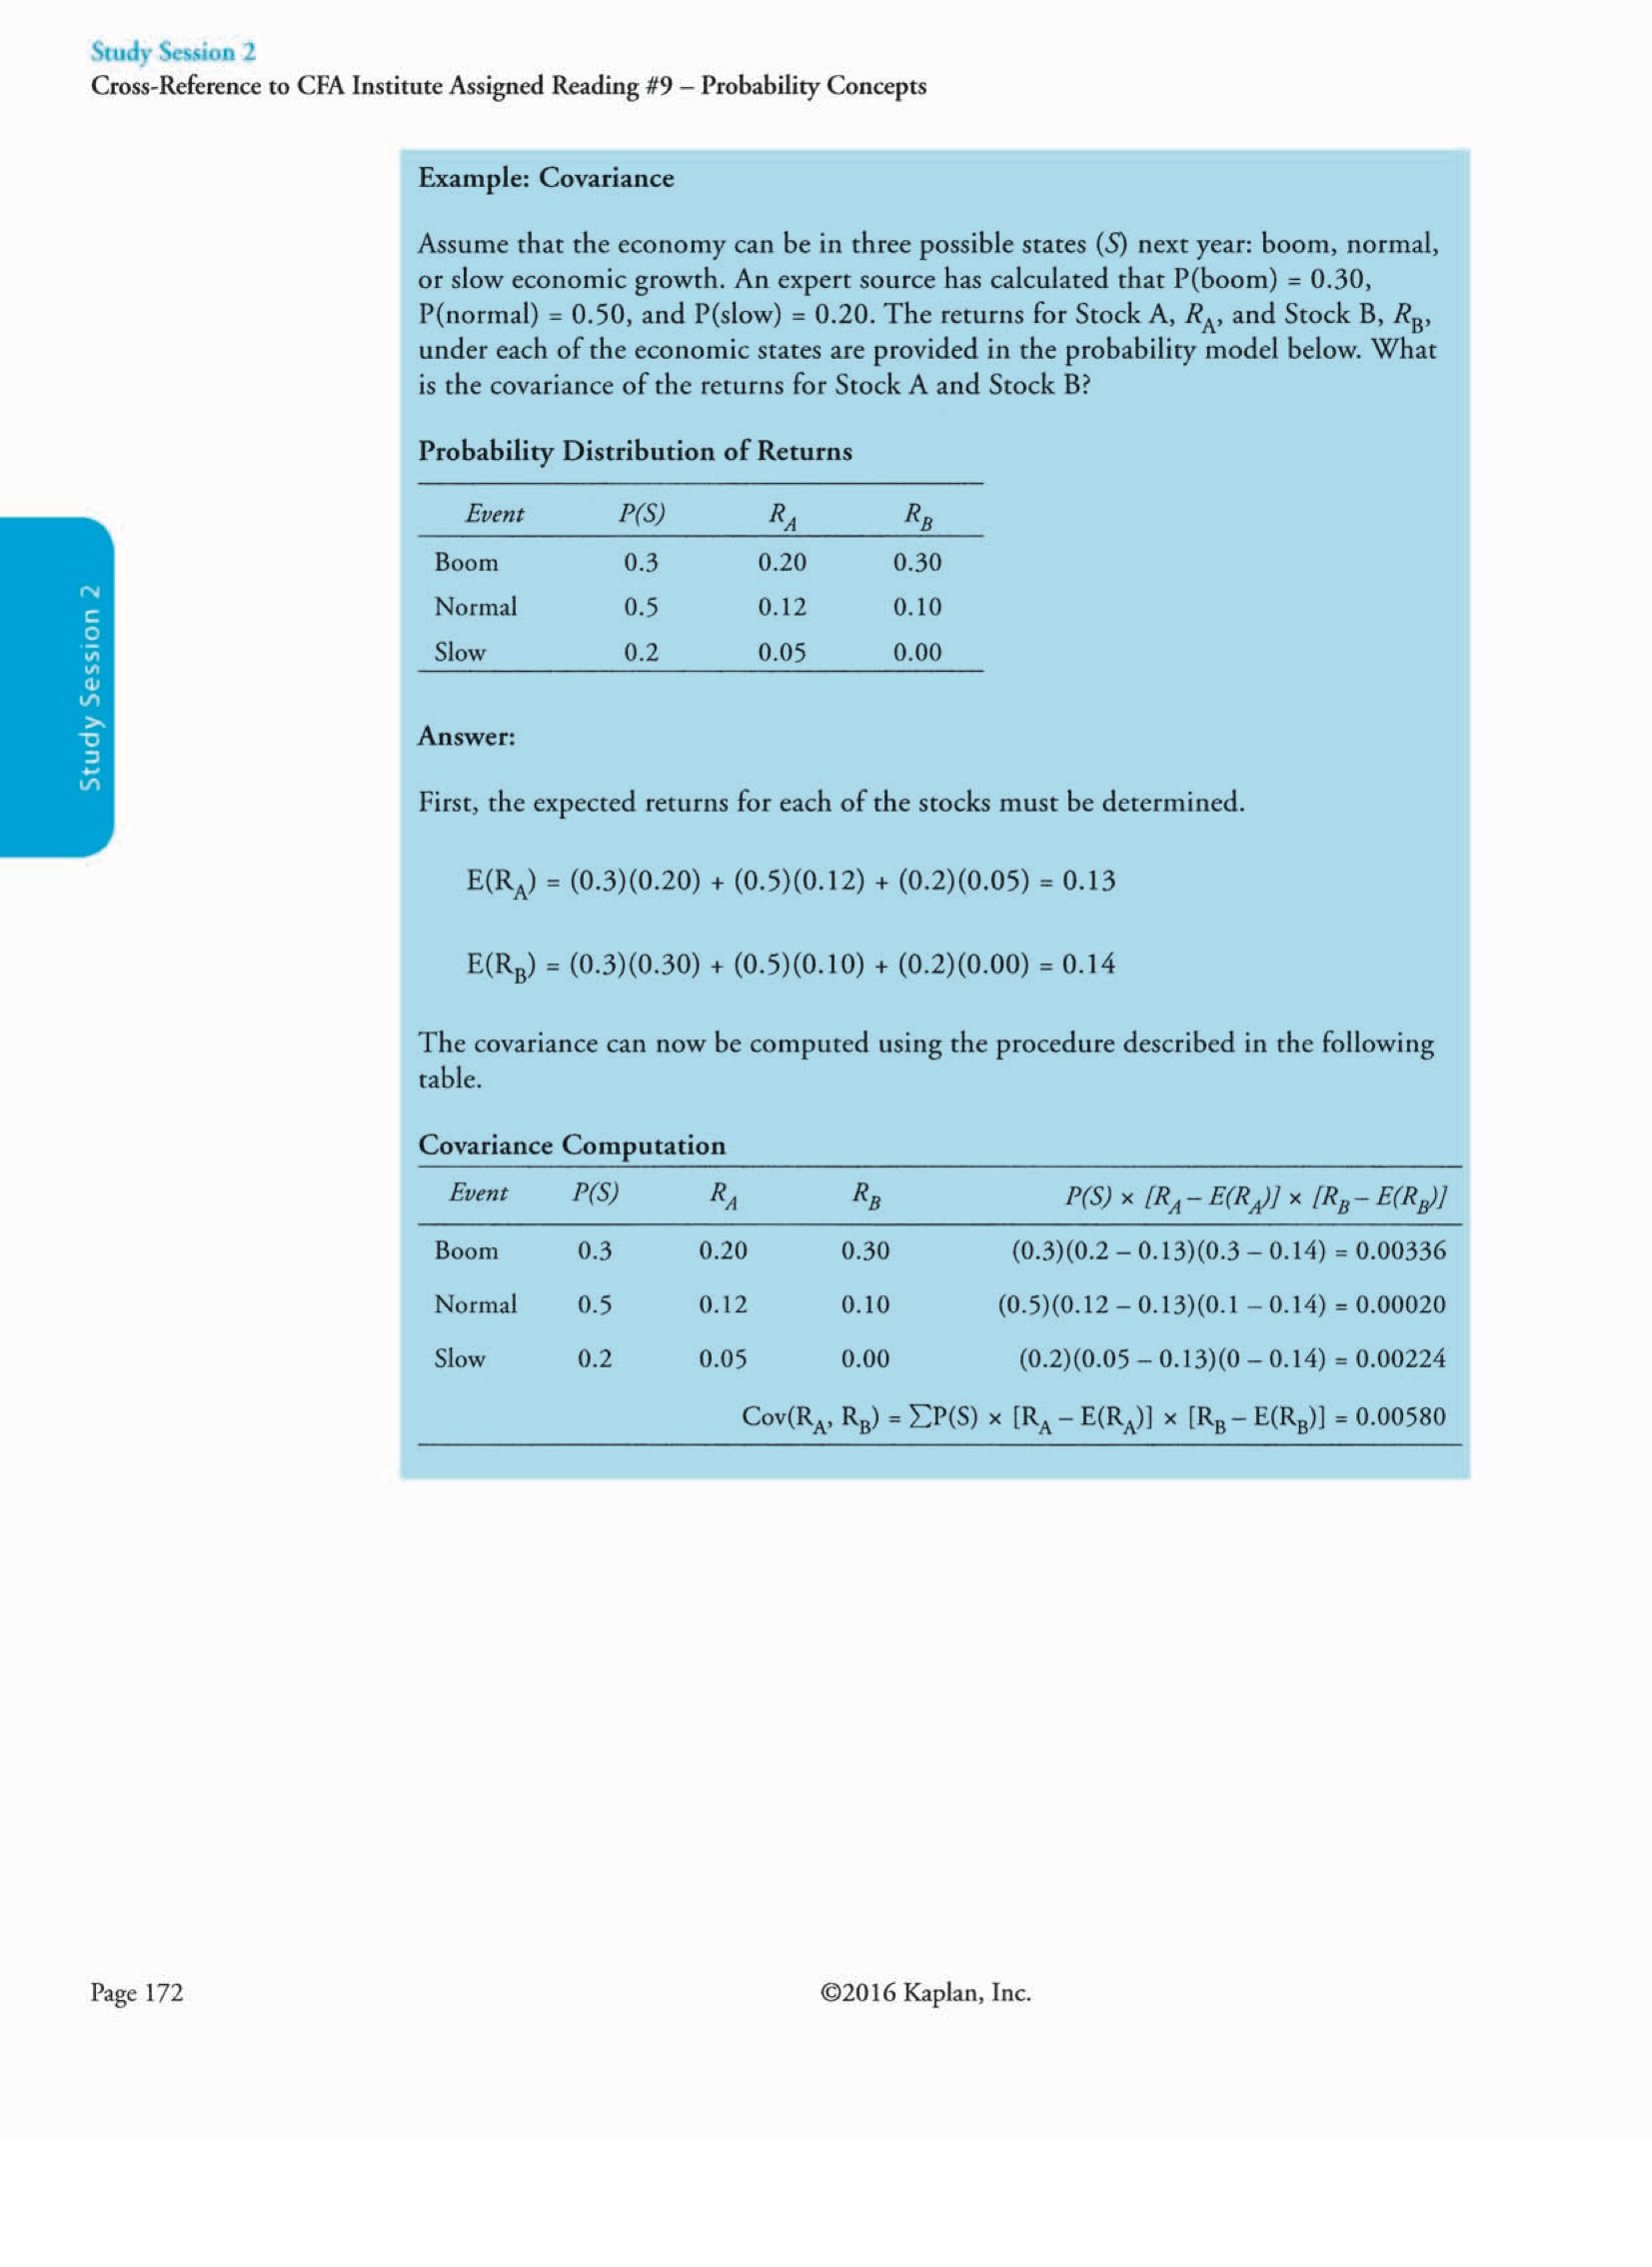 Study Session 2
Cross-Reference to CFA Institute Assigned Reading #9 – Probability Concepts
Example: Covariance
Assume that the economy can be in three possible states (S) next year: boom, normal,
or slow economic growth. An expert source has calculated that P(boom) = 0.30,
P(normal) = 0.50, and P(slow) = 0.20. The returns for Stock A, R_A, and Stock B, R_B,
under each of the economic states are provided in the probability model below. What
is the covariance of the returns for Stock A and Stock B?
Probability Distribution of Returns
Event P(S) R_A R_B
Boom 0.3 0.20 0.30
Normal 0.5 0.12 0.10
Slow 0.2 0.05 0.00
Study Session 2
Answer:
First, the expected returns for each of the stocks must be determined.
E(R_A) = (0.3)(0.20) + (0.5)(0.12) + (0.2)(0.05) = 0.13
E(R_B) = (0.3)(0.30) + (0.5)(0.10) + (0.2)(0.00) = 0.14
The covariance can now be computed using the procedure described in the following
table.
Covariance Computation
Event P(S) R_A R_B P(S) × [R_A – E(R_A)] × [R_B – E(R_B)]
Boom 0.3 0.20 0.30 (0.3)(0.2 – 0.13)(0.3 – 0.14) = 0.00336
Normal 0.5 0.12 0.10 (0.5)(0.12 – 0.13)(0.1 – 0.14) = 0.00020
Slow 0.2 0.05 0.00 (0.2)(0.05 – 0.13)(0 – 0.14) = 0.00224
Cov(R_A, R_B) = ∑P(S) × [R_A – E(R_A)] × [R_B – E(R_B)] = 0.00580
Page 172
©2016 Kaplan, Inc.